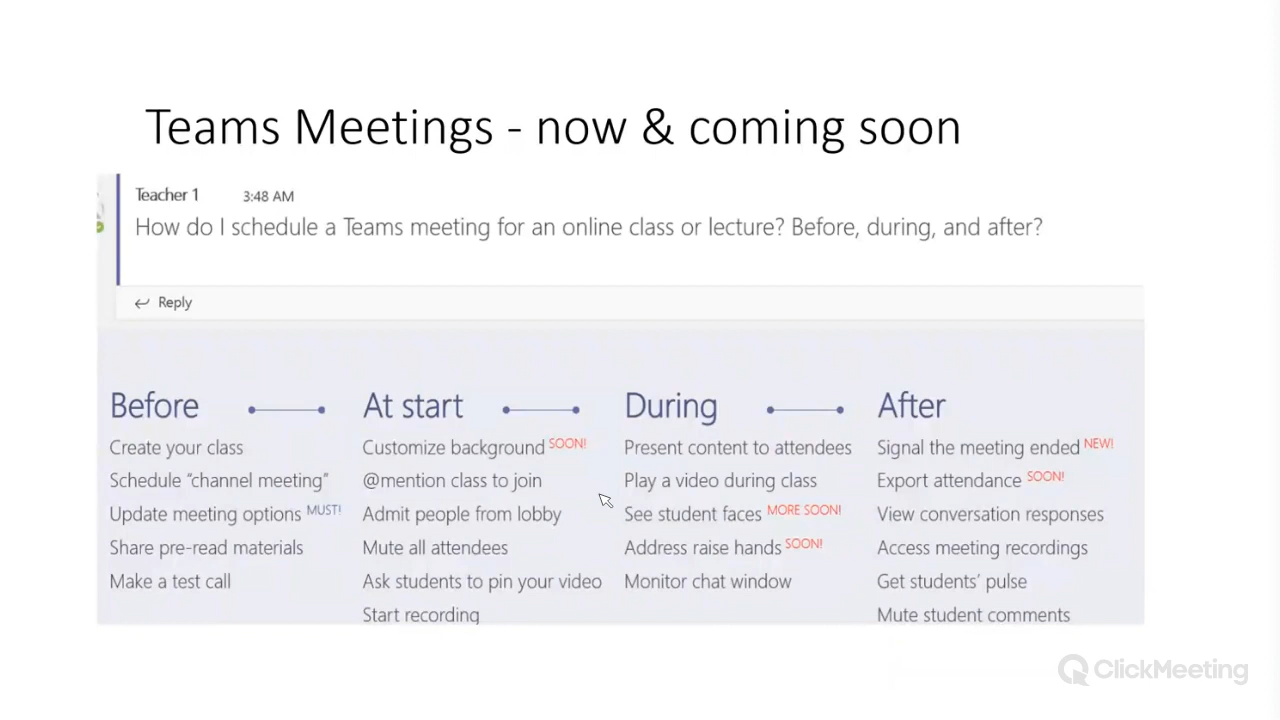 Teams Meetings - now & coming soon
Teacher 1 3:48 AM
How do I schedule a Teams meeting for an online class or lecture? Before, during, and after?
Reply
Before
Create your class
Schedule “channel meeting”
Update meeting options MUST!
Share pre-read materials
Make a test call
At start
Customize background SOON!
@mention class to join
Admit people from lobby
Mute all attendees
Ask students to pin your video
Start recording
During
Present content to attendees
Play a video during class
See student faces MORE SOON!
Address raise hands SOON!
Monitor chat window
After
Signal the meeting ended NEW!
Export attendance SOON!
View conversation responses
Access meeting recordings
Get students’ pulse
Mute student comments
ClickMeeting